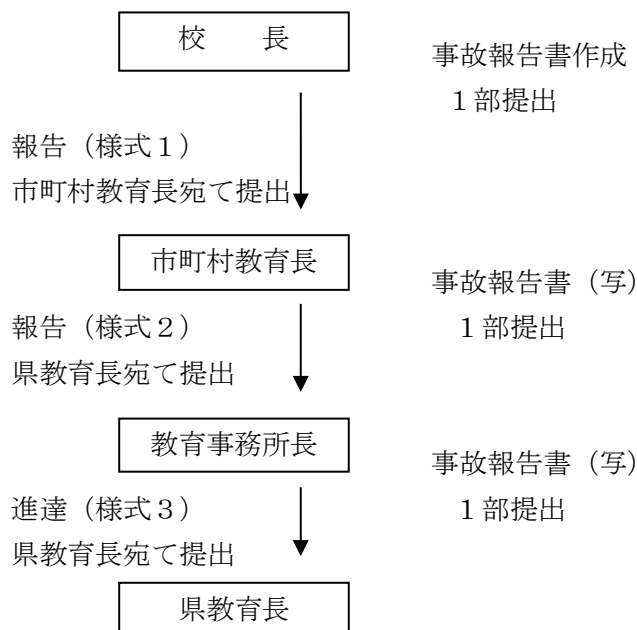 校　　長
事故報告書作成
１部提出
報告（様式１）
市町村教育長宛て提出
市町村教育長
事故報告書（写）
１部提出
報告（様式２）
県教育長宛て提出
教育事務所長
事故報告書（写）
１部提出
進達（様式３）
県教育長宛て提出
県教育長